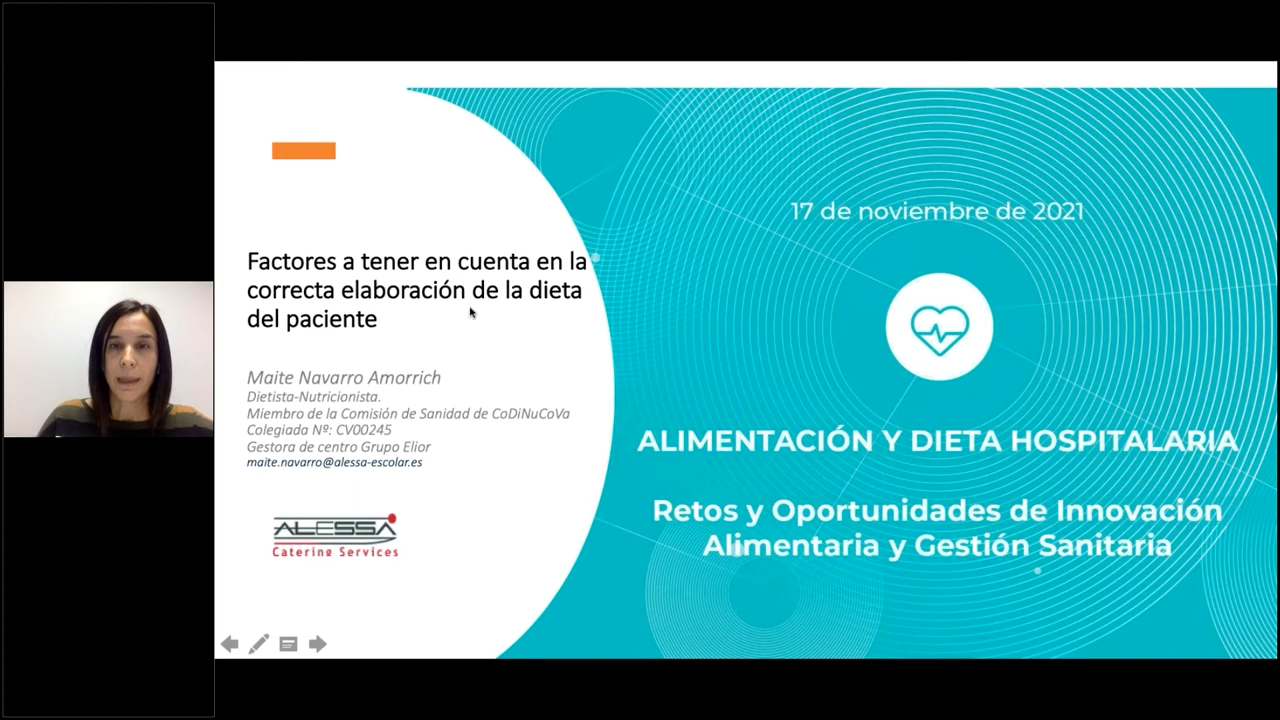 Factores a tener en cuenta en la
correcta elaboración de la dieta
del paciente
Maite Navarro Amorrich
Dietista-Nutricionista.
Miembro de la Comisión de Sanidad de CoDiNuCoVa
Colegiada Nº: CV00245
Gestora de centro Grupo Elior
maite.navarro@alessa-escolar.es
ALESSA
Catering Services
17 de noviembre de 2021
ALIMENTACIÓN Y DIETA HOSPITALARIA
Retos y Oportunidades de Innovación
Alimentaria y Gestión Sanitaria